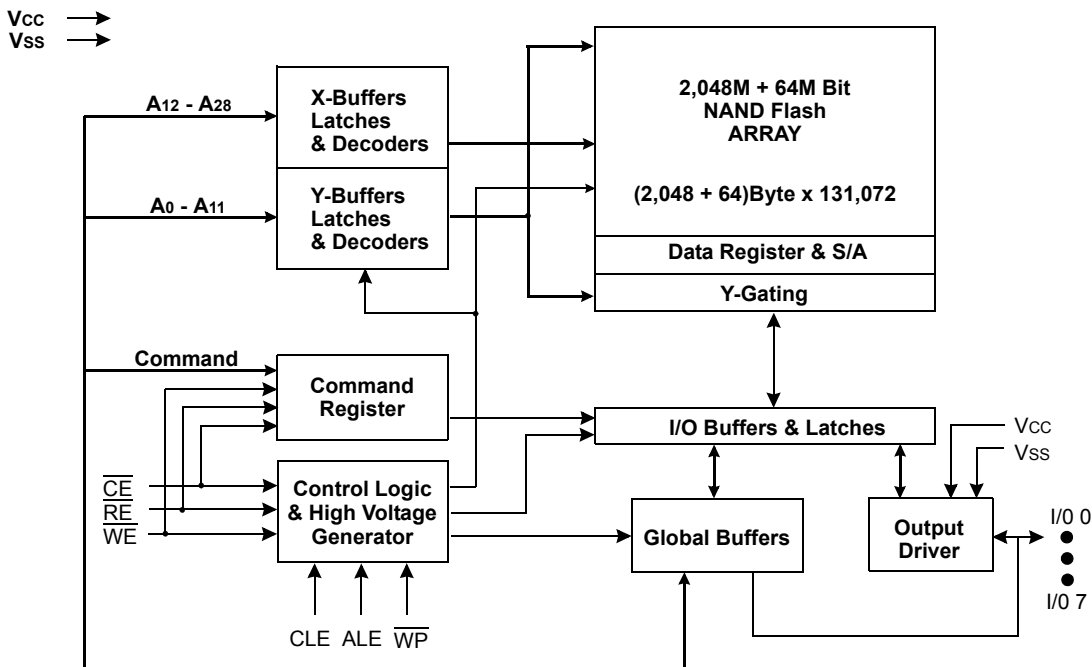 VCC
VSS
A12 - A28
X-Buffers
Latches
& Decoders
2,048M + 64M Bit
NAND Flash
ARRAY
A0 - A11
Y-Buffers
Latches
& Decoders
(2,048 + 64)Byte x 131,072
Data Register & S/A
Y-Gating
Command
Command
Register
I/O Buffers & Latches
VCC
VSS
CE
RE
WE
Control Logic
& High Voltage
Generator
Global Buffers
Output
Driver
I/0 0
I/0 7
CLE ALE WP